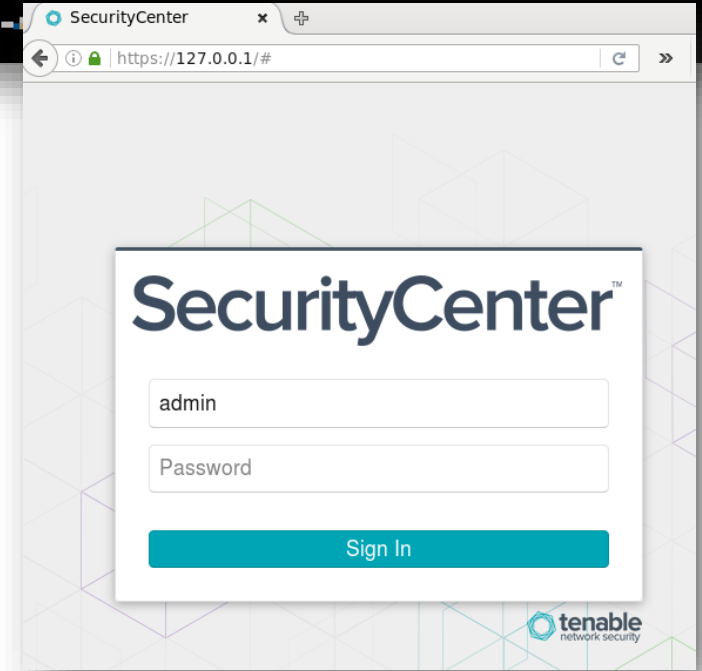 SecurityCenter
https://127.0.0.1/#
SecurityCenter™
admin
Password
Sign In
tenable
network security